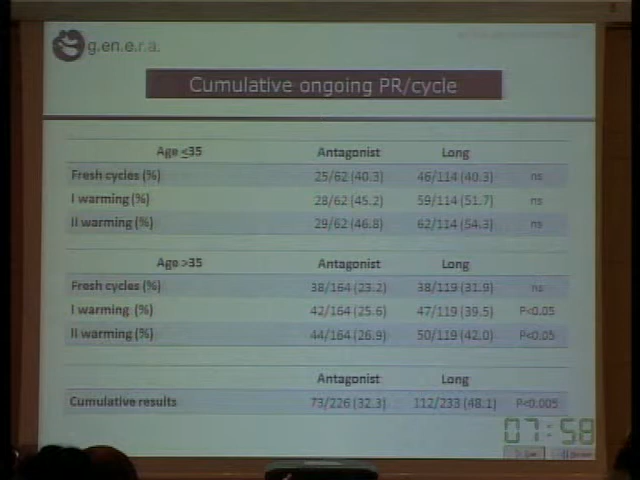 g.en.e.r.a.
Cumulative ongoing PR/cycle
Age ≤35 Antagonist Long
Fresh cycles (%) 25/62 (40.3) 46/114 (40.3) ns
I warming (%) 28/62 (45.2) 59/114 (51.7) ns
II warming (%) 29/62 (46.8) 62/114 (54.3) ns
Age >35 Antagonist Long
Fresh cycles (%) 38/164 (23.2) 38/119 (31.9) ns
I warming (%) 42/164 (25.6) 47/119 (39.5) P<0.05
II warming (%) 44/164 (26.9) 50/119 (42.0) P<0.05
Antagonist Long
Cumulative results 73/226 (32.3) 112/233 (48.1) P<0.005
07:58